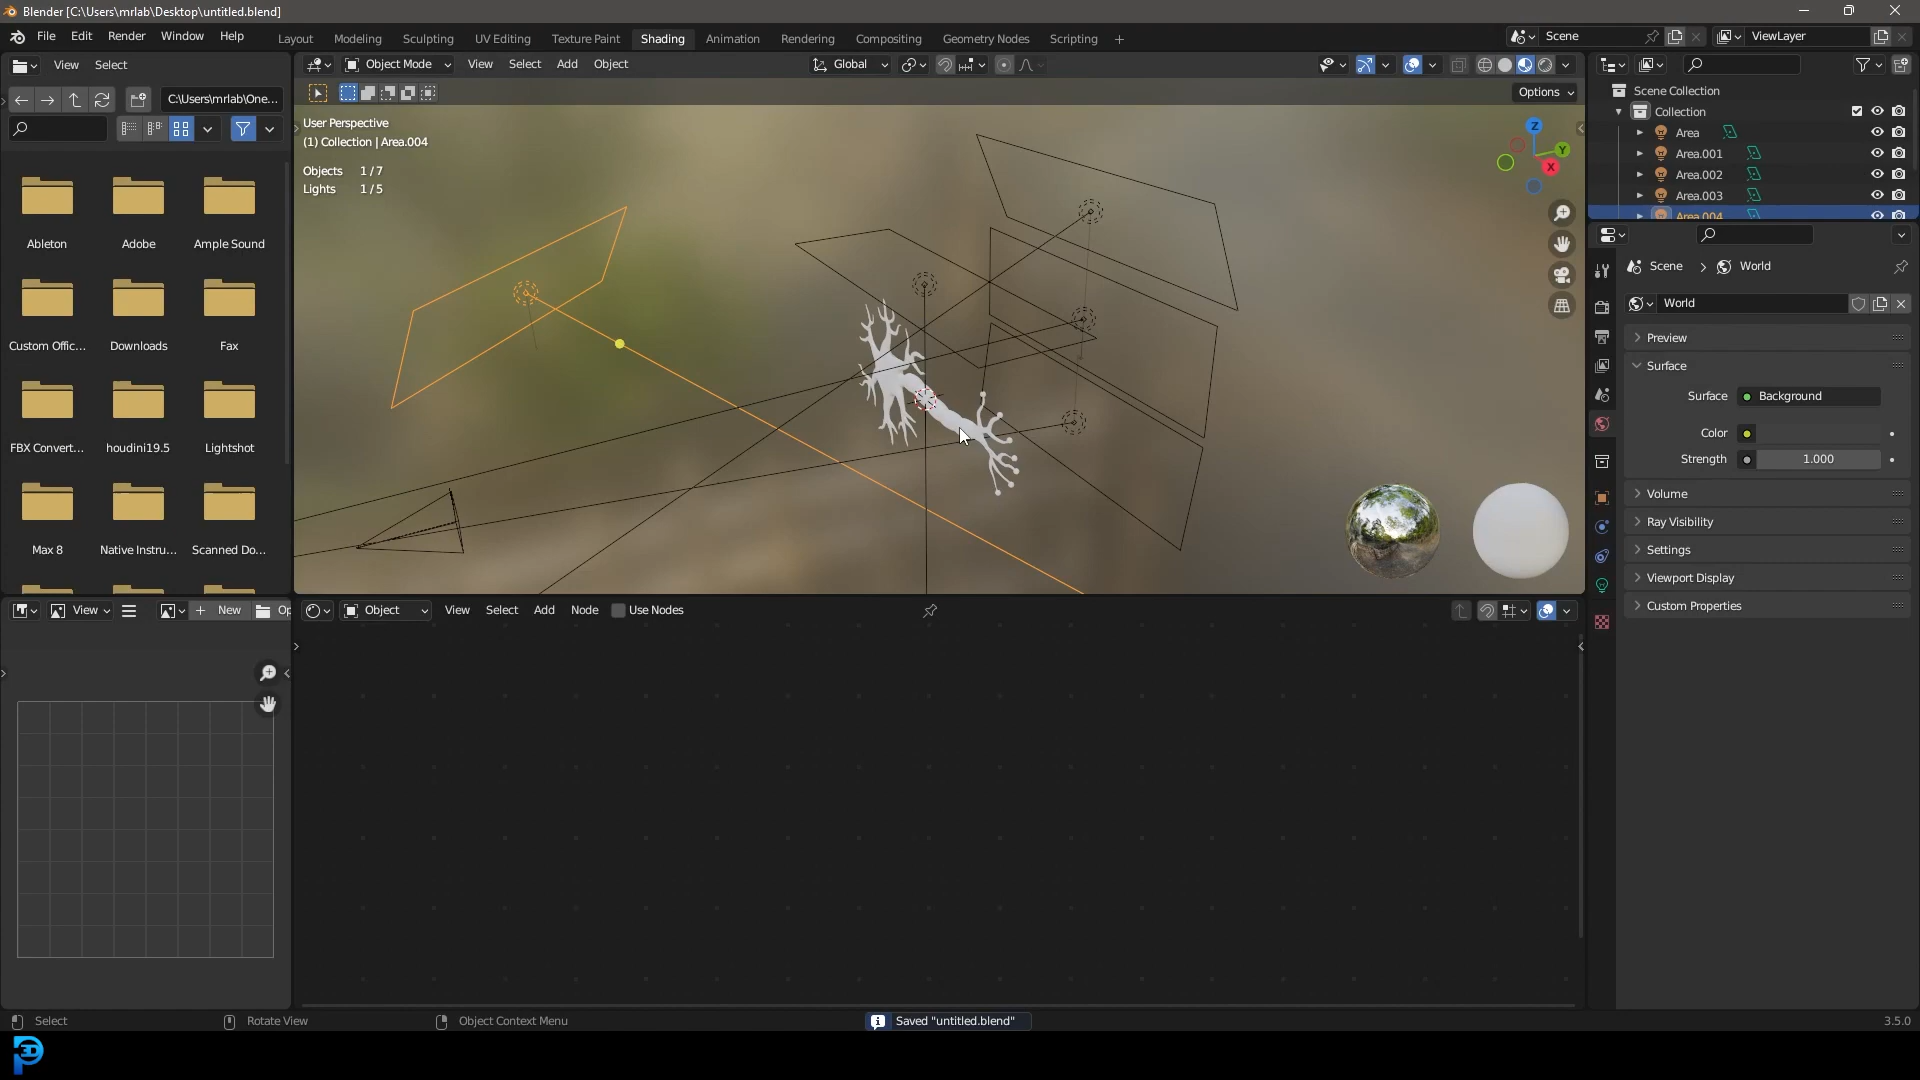 Blender [C:\Users\mrlab\Desktop\untitled.blend]
File Edit Render Window Help
Layout Modeling Sculpting UV Editing Texture Paint Shading Animation Rendering Compositing Geometry Nodes Scripting +
Scene
ViewLayer
View Select
Object Mode View Select Add Object
Global
C:\Users\mrlab\One...
Options
Ableton Adobe Ample Sound
Custom Offic... Downloads Fax
FBX Convert... houdini19.5 Lightshot
Max 8 Native Instru... Scanned Do...
User Perspective
(1) Collection | Area.004
Objects 1/7
Lights 1/5
Z
Y
X
Scene Collection
Collection
Area
Area.001
Area.002
Area.003
Area.004
Scene > World
World
Preview
Surface
Surface Background
Color
Strength 1.000
Volume
Ray Visibility
Settings
Viewport Display
Custom Properties
View + New Op
Object View Select Add Node Use Nodes
Select Rotate View Object Context Menu
Saved "untitled.blend"
3.5.0
3D